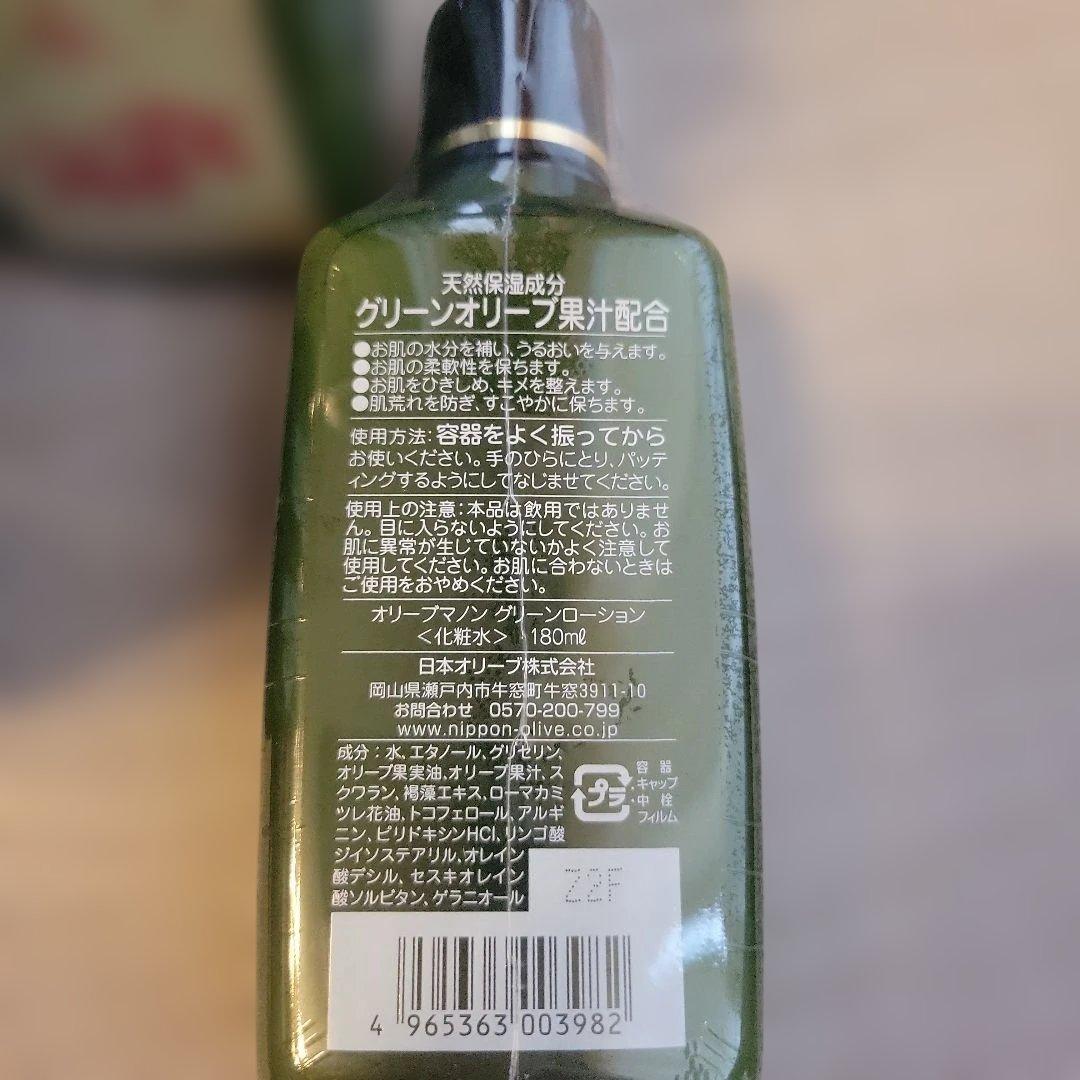 天然保湿成分
グリーンオリーブ果汁配合
●お肌の水分を補い、うるおいを与えます。
●お肌の柔軟性を保ちます。
●お肌をひきしめ、キメを整えます。
●肌荒れを防ぎ、すこやかに保ちます。
使用方法：容器をよく振ってから
お使いください。手のひらにとり、パッテ
ィングするようにしてなじませてください。
使用上の注意：本品は飲用ではありませ
ん。目に入らないようにしてください。お
肌に異常が生じていないかよく注意して
使用してください。お肌に合わないときは
ご使用をおやめください。
オリーブマノン グリーンローション
＜化粧水＞ 180mℓ
日本オリーブ株式会社
岡山県瀬戸内市牛窓町牛窓3911-10
お問合わせ 0570-200-799
www.nippon-olive.co.jp
成分：水、エタノール、グリセリン、
オリーブ果実油、オリーブ果汁、ス
クワラン、褐藻エキス、ローマカミ
ツレ花油、トコフェロール、アルギ
ニン、ピリドキシンHCl、リンゴ酸
ジイソステアリル、オレイン
酸デシル、セスキオレイン
酸ソルビタン、ゲラニオール
プラ
容器
・キャップ
・中栓
フィルム
Z2F
4 965363 003982